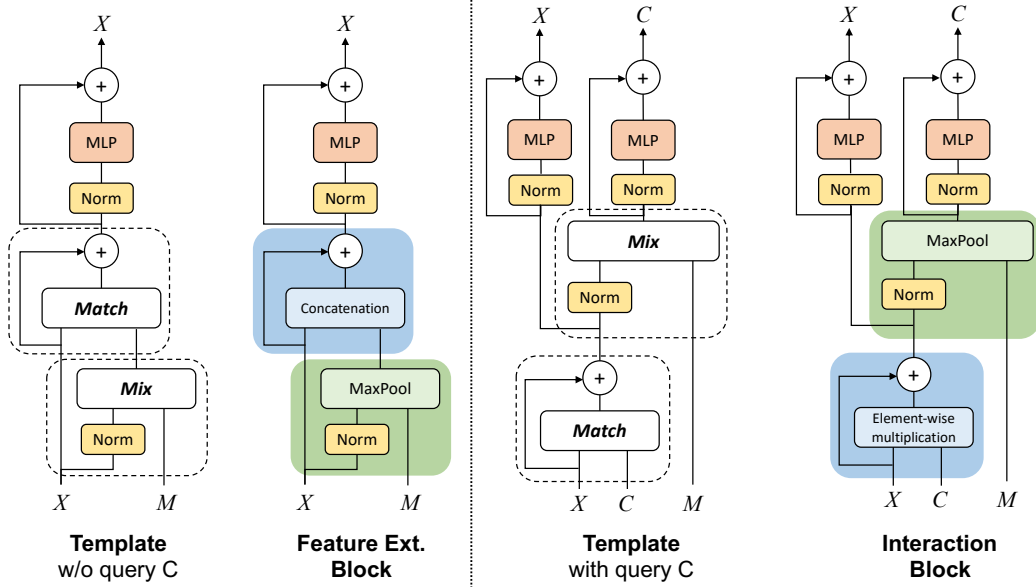 X
+
MLP
Norm
+
Match
Mix
Norm
X M
Template
w/o query C
X
+
MLP
Norm
+
Concatenation
MaxPool
Norm
X M
Feature Ext.
Block
X C
+ +
MLP MLP
Norm Norm
Mix
Norm
+
Match
X C M
Template
with query C
X C
+ +
MLP MLP
Norm Norm
MaxPool
Norm
+
Element-wise
multiplication
X C M
Interaction
Block